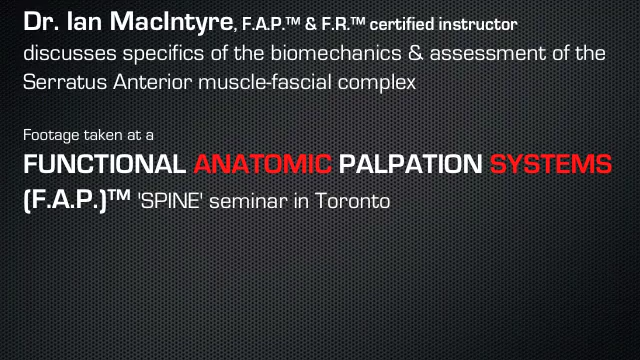 Dr. Ian MacIntyre, F.A.P.™ & F.R.™ certified instructor
discusses specifics of the biomechanics & assessment of the
Serratus Anterior muscle-fascial complex
Footage taken at a
FUNCTIONAL ANATOMIC PALPATION SYSTEMS
(F.A.P.)™ 'SPINE' seminar in Toronto